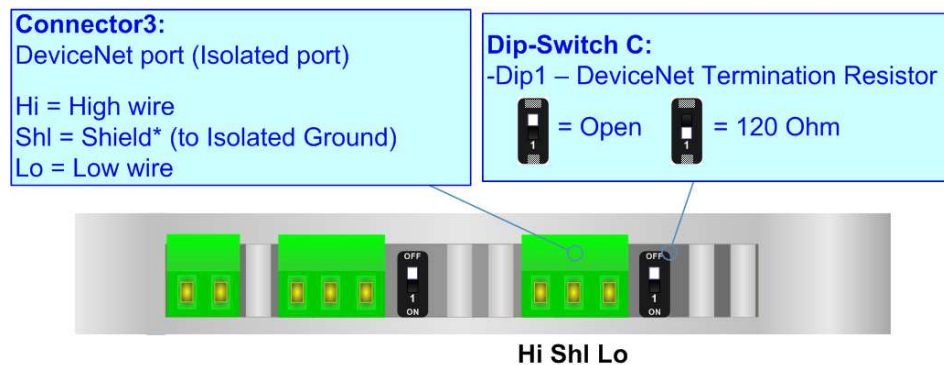 Connector3:
DeviceNet port (Isolated port)
Hi = High wire
Shl = Shield* (to Isolated Ground)
Lo = Low wire
Dip-Switch C:
-Dip1 – DeviceNet Termination Resistor
1
= Open
1
= 120 Ohm
OFF
1
ON
OFF
1
ON
Hi Shl Lo